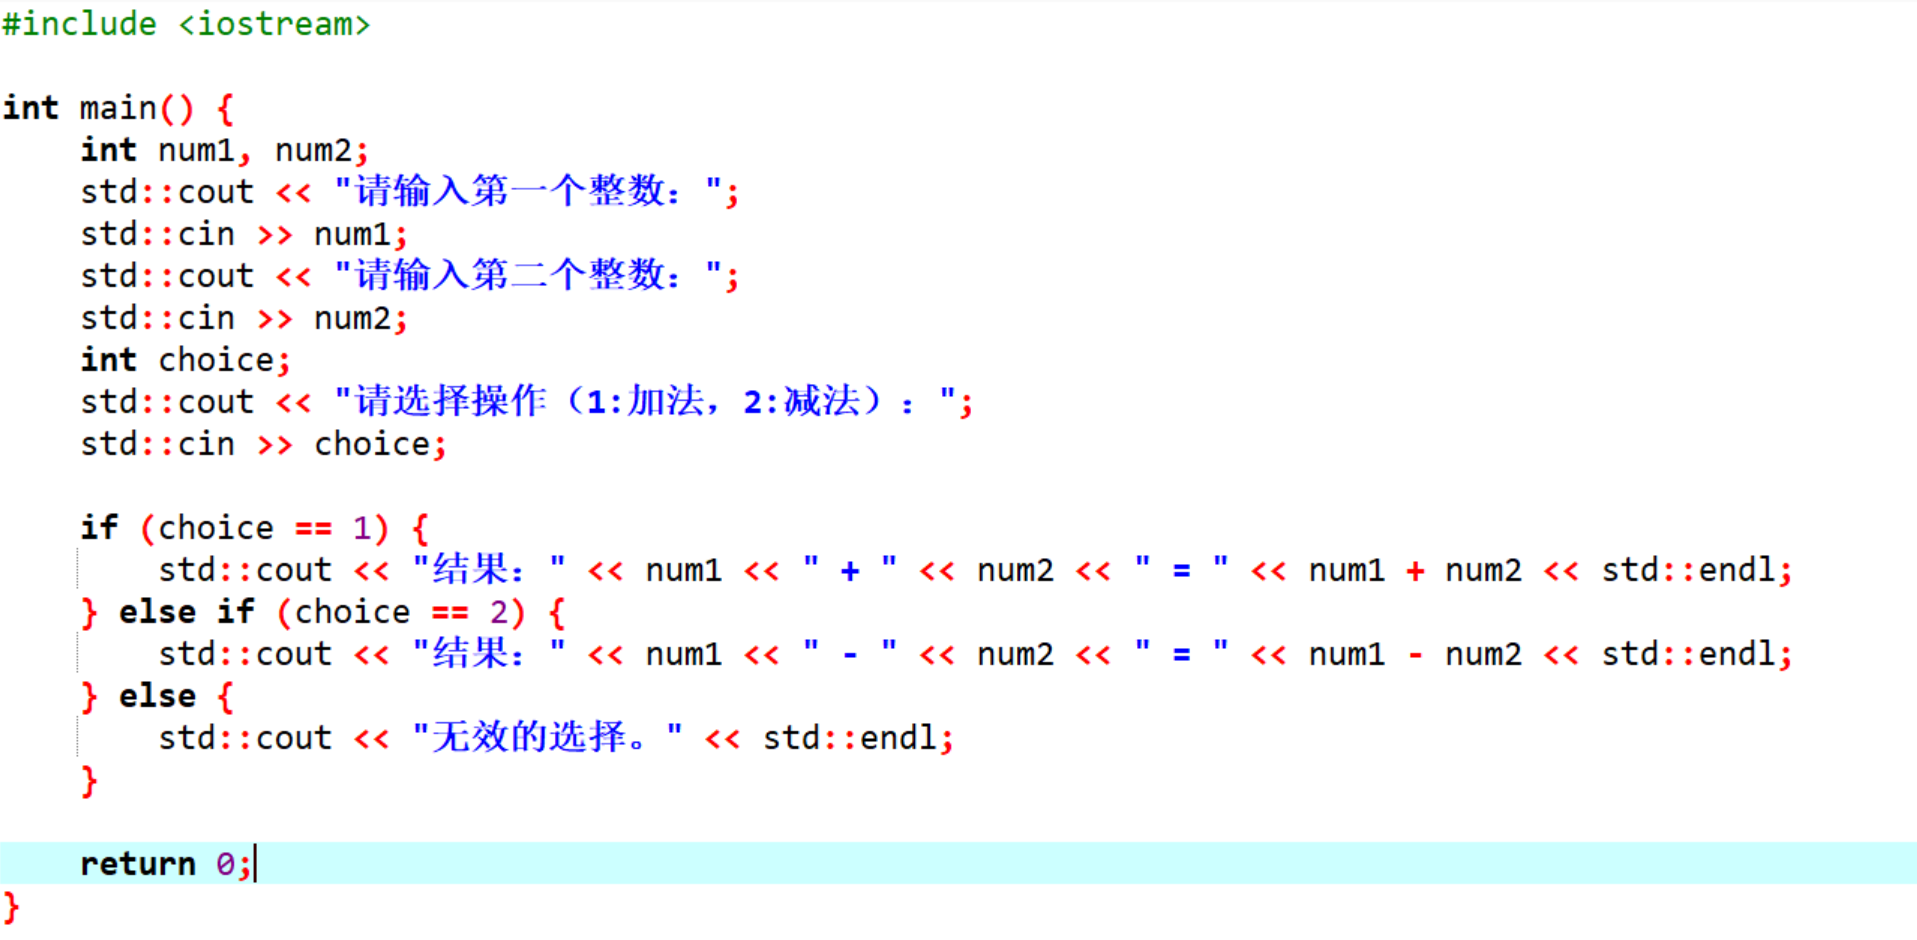 #include <iostream>
int main() {
    int num1, num2;
    std::cout << "请输入第一个整数：";
    std::cin >> num1;
    std::cout << "请输入第二个整数：";
    std::cin >> num2;
    int choice;
    std::cout << "请选择操作（1:加法，2:减法）：";
    std::cin >> choice;
    if (choice == 1) {
        std::cout << "结果：" << num1 << " + " << num2 << " = " << num1 + num2 << std::endl;
    } else if (choice == 2) {
        std::cout << "结果：" << num1 << " - " << num2 << " = " << num1 - num2 << std::endl;
    } else {
        std::cout << "无效的选择。" << std::endl;
    }
    return 0;
}